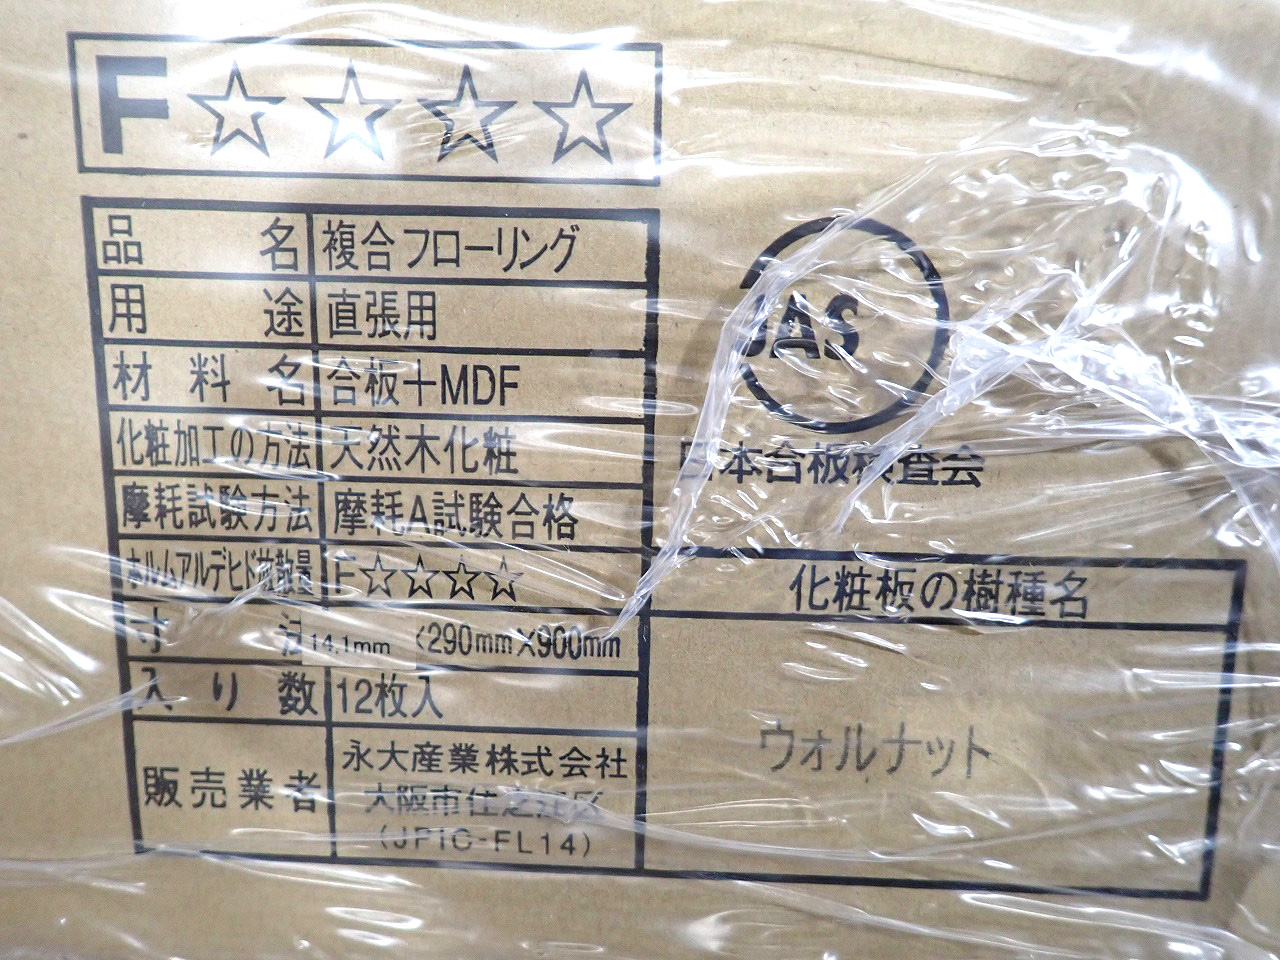 F☆☆☆☆
品名 複合フローリング
用途 直張用
材料名 合板+MDF
化粧加工の方法 天然木化粧
摩耗試験方法 摩耗A試験合格
ホルムアルデヒド放散量 F☆☆☆☆
寸法 14.1mm ×290mm×900mm
入り数 12枚入
販売業者 永大産業株式会社
大阪市住之江区
(JPIC-FL14)
JAS
日本合板検査会
化粧板の樹種名
ウォルナット